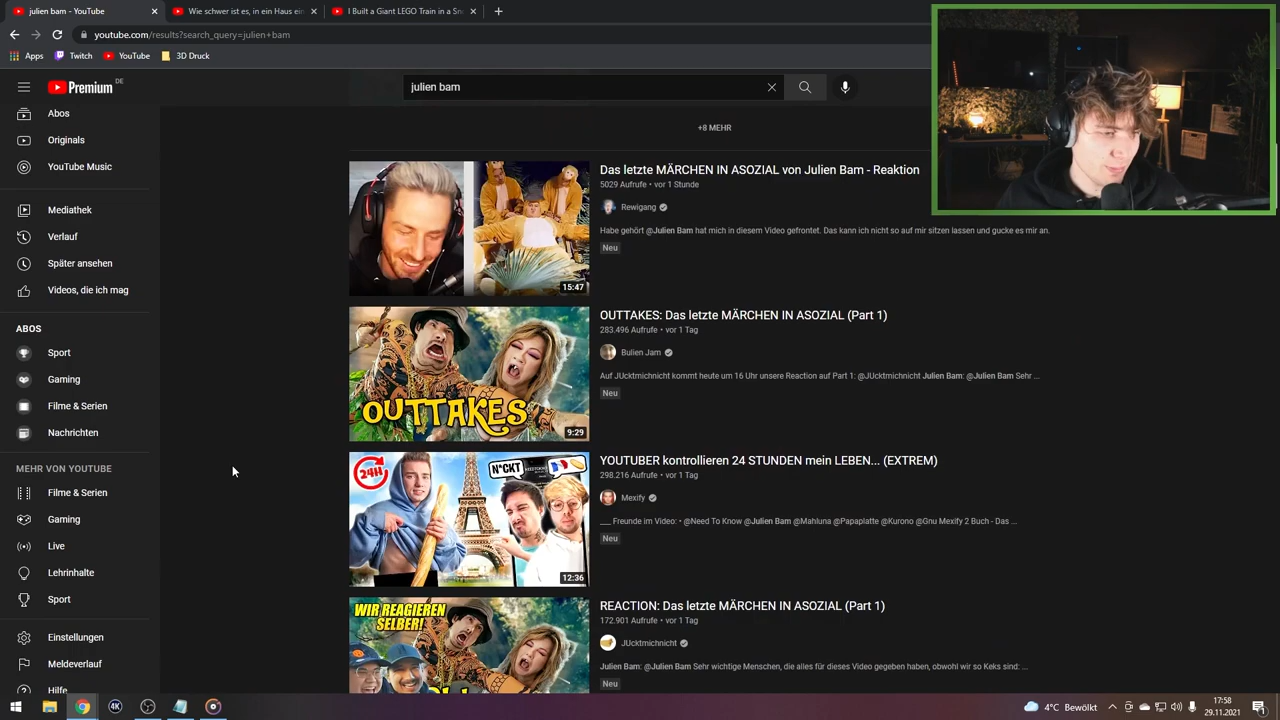 julien bam - YouTube
Wie schwer ist es, in ein Haus ein
I Built a Giant LEGO Train in a Sn
youtube.com/results?search_query=julien+bam
Apps
Twitch
YouTube
3D Druck
Premium DE
julien bam
Abos
Originals
YouTube Music
Mediathek
Verlauf
Später ansehen
Videos, die ich mag
ABOS
Sport
Gaming
Filme & Serien
Nachrichten
MEHR VON YOUTUBE
Filme & Serien
Gaming
Live
Lehrinhalte
Sport
Einstellungen
Meldeverlauf
Hilfe
+8 MEHR
15:47
Das letzte MÄRCHEN IN ASOZIAL von Julien Bam - Reaktion
5029 Aufrufe • vor 1 Stunde
Rewigang
Habe gehört @Julien Bam hat mich in diesem Video gefrontet. Das kann ich nicht so auf mir sitzen lassen und gucke es mir an.
Neu
OUTTAKES
9:29
OUTTAKES: Das letzte MÄRCHEN IN ASOZIAL (Part 1)
283.496 Aufrufe • vor 1 Tag
Bulien Jam
Auf JUcktmichnicht kommt heute um 16 Uhr unsere Reaction auf Part 1: @JUcktmichnicht Julien Bam: @Julien Bam Sehr ...
Neu
24H
N*CKT
12:36
YOUTUBER kontrollieren 24 STUNDEN mein LEBEN... (EXTREM)
298.216 Aufrufe • vor 1 Tag
Mexify
___ Freunde im Video: • @Need To Know @Julien Bam @Mahluna @Papaplatte @Kurono @Gnu Mexify 2 Buch - Das ...
Neu
WIR REAGIEREN
SELBER!
REACTION: Das letzte MÄRCHEN IN ASOZIAL (Part 1)
172.901 Aufrufe • vor 1 Tag
JUcktmichnicht
Julien Bam: @Julien Bam Sehr wichtige Menschen, die alles für dieses Video gegeben haben, obwohl wir so Keks sind: ...
Neu
4K
4°C Bewölkt
17:58
29.11.2021
1